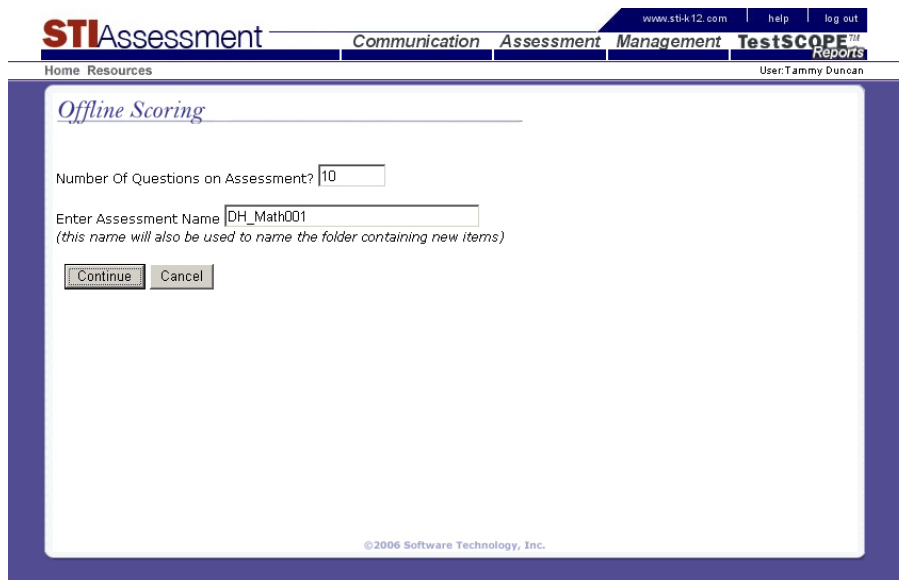 www.sti-k12.com | help | log out
STIAssessment
Communication Assessment Management TestSCOPE™ Reports
Home Resources
User:Tammy Duncan
Offline Scoring
Number Of Questions on Assessment? 10
Enter Assessment Name DH_Math001
(this name will also be used to name the folder containing new items)
Continue Cancel
©2006 Software Technology, Inc.